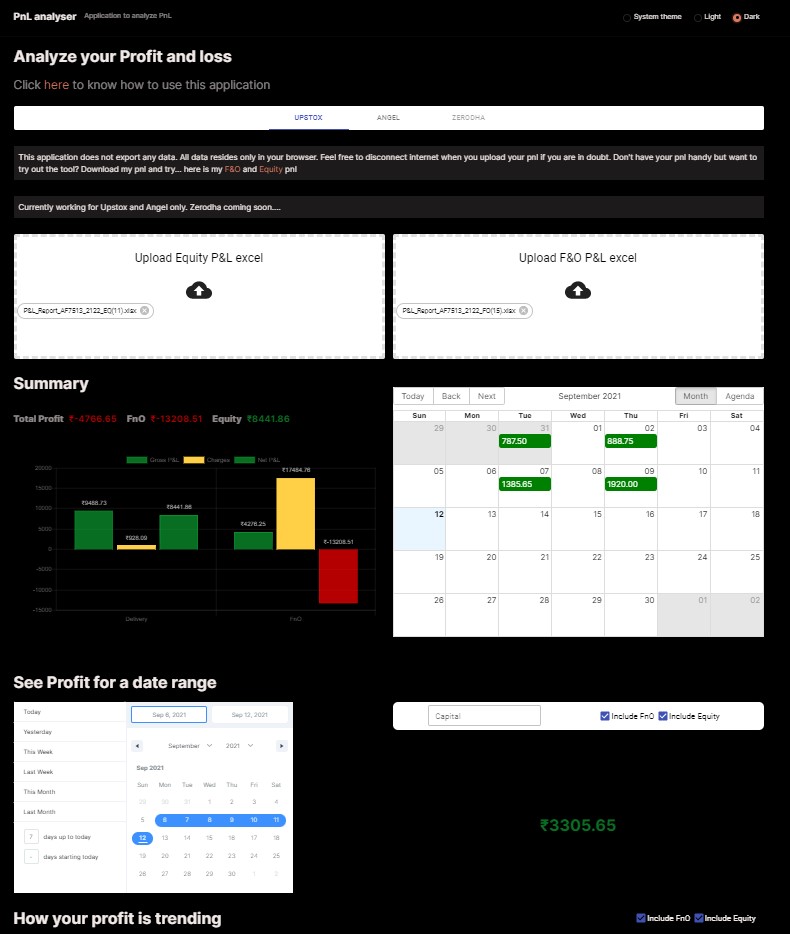 PnL analyser Application to analyze PnL System theme Light Dark
Analyze your Profit and loss
Click here to know how to use this application
UPSTOX ANGEL ZERODHA
This application does not export any data. All data resides only in your browser. Feel free to disconnect internet when you upload your pnl if you are in doubt. Don't have your pnl handy but want to
try out the tool? Download my pnl and try... here is my F&O and Equity pnl
Currently working for Upstox and Angel only. Zerodha coming soon....
Upload Equity P&L excel
P&L_Report_AF7513_2122_EQ(11).xlsx
Upload F&O P&L excel
P&L_Report_AF7513_2122_FO(15).xlsx
Summary
Total Profit ₹-4766.65 FnO ₹-13208.51 Equity ₹8441.86
Gross P&L Charges Net P&L
20000
15000
10000
5000
0
-5000
-10000
-15000
₹9466.73
₹8441.86
₹4276.25
₹17484.76
₹-13208.51
Delivery FnO
Today Back Next September 2021 Month Agenda
Sun Mon Tue Wed Thu Fri Sat
29 30 31 01 02 03 04
787.50 888.75
05 06 07 08 09 10 11
1385.65 1920.00
12 13 14 15 16 17 18
19 20 21 22 23 24 25
26 27 28 29 30 01 02
See Profit for a date range
Today
Yesterday
This Week
Last Week
This Month
Last Month
7 days up to today
- days starting today
Sep 6, 2021 Sep 12, 2021
September 2021
Sep 2021
Sun Mon Tue Wed Thu Fri Sat
29 30 31 1 2 3 4
5 6 7 8 9 10 11
12 13 14 15 16 17 18
19 20 21 22 23 24 25
26 27 28 29 30 1 2
Capital Include FnO Include Equity
₹3305.65
How your profit is trending Include FnO Include Equity